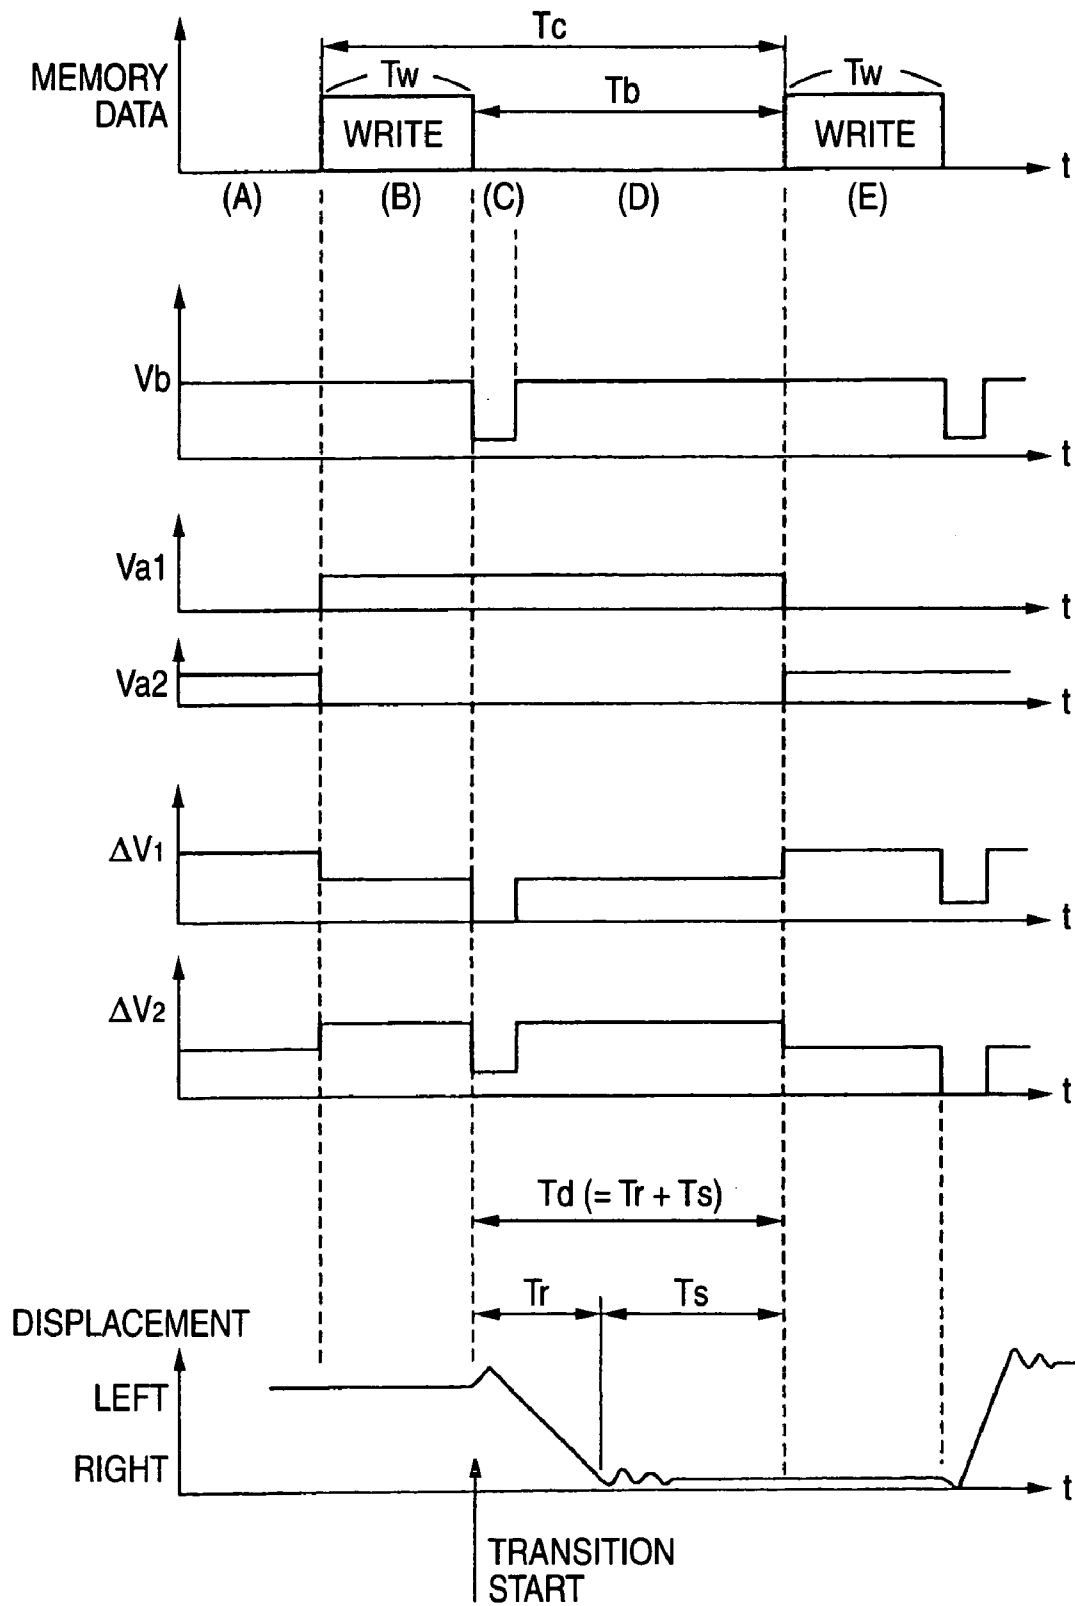 Tc
MEMORY
DATA
Tw
Tb
Tw
WRITE
WRITE
t
(A)
(B)
(C)
(D)
(E)
Vb
t
Va1
t
Va2
t
ΔV1
t
ΔV2
t
Td (= Tr + Ts)
Tr
Ts
DISPLACEMENT
LEFT
RIGHT
t
TRANSITION
START